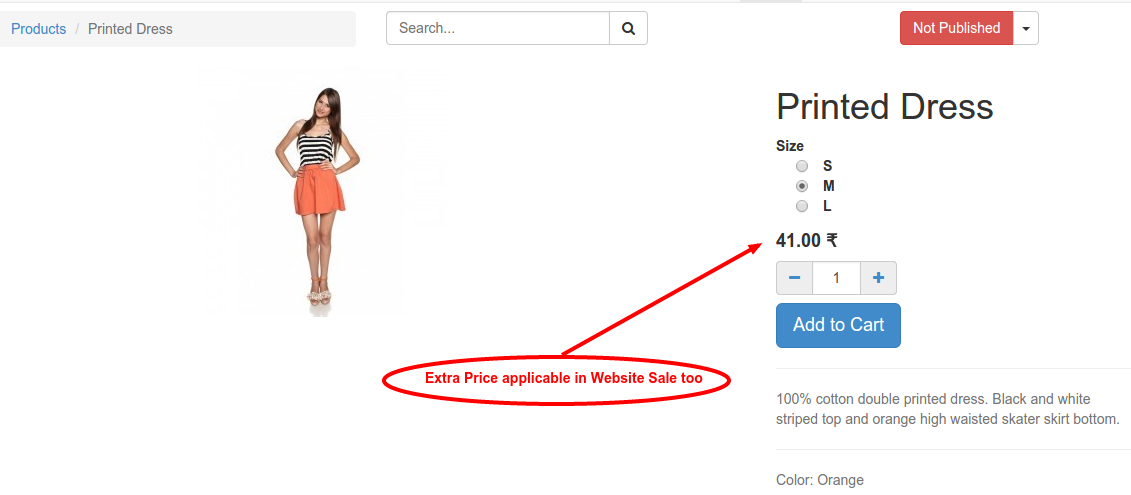 Products / Printed Dress
Search...
Not Published
Printed Dress
Size
S
M
L
41.00 ₹
1
Add to Cart
Extra Price applicable in Website Sale too
100% cotton double printed dress. Black and white
striped top and orange high waisted skater skirt bottom.
Color: Orange